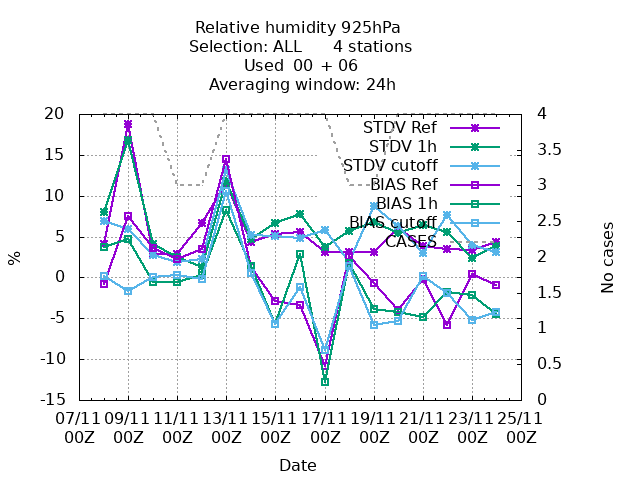 Relative humidity 925hPa
Selection: ALL 4 stations
Used 00 + 06
Averaging window: 24h
20
15
10
5
0
-5
-10
-15
%
4
3.5
3
2.5
2
1.5
1
0.5
0
No cases
STDV Ref
STDV 1h
STDV cutoff
BIAS Ref
BIAS 1h
BIAS cutoff
CASES
07/11 09/11 11/11 13/11 15/11 17/11 19/11 21/11 23/11 25/11
00Z 00Z 00Z 00Z 00Z 00Z 00Z 00Z 00Z 00Z
Date